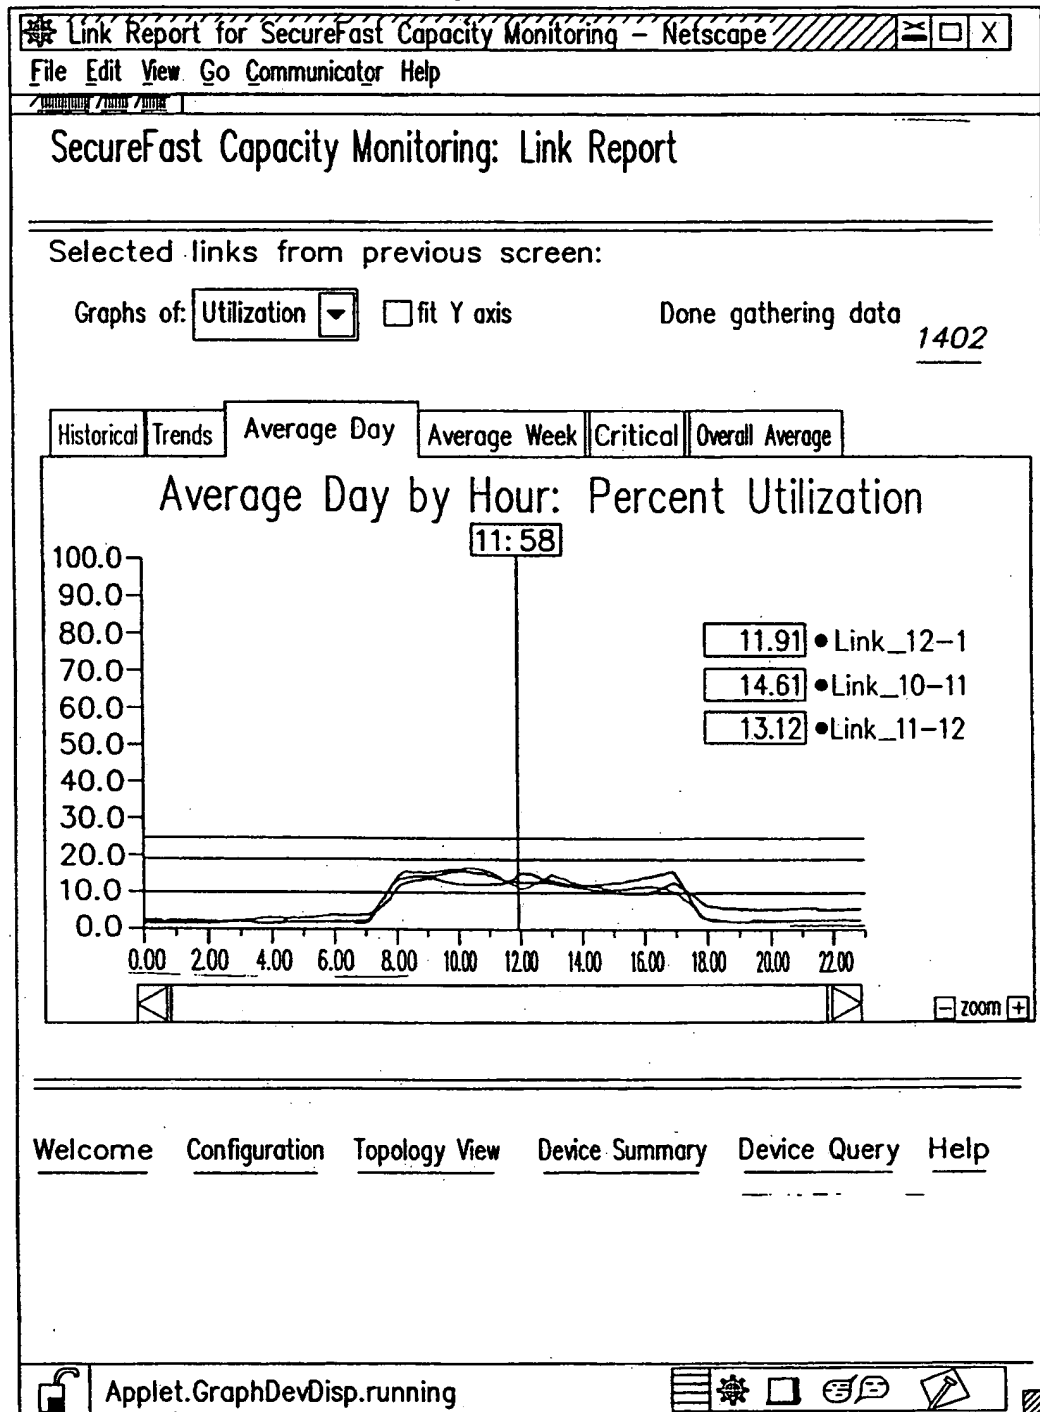 Link Report for SecureFast Capacity Monitoring – Netscape X
File Edit View Go Communicator Help
SecureFast Capacity Monitoring: Link Report
Selected links from previous screen:
Graphs of: Utilization fit Y axis Done gathering data
1402
Historical Trends Average Day Average Week Critical Overall Average
Average Day by Hour: Percent Utilization
11:58
100.0
90.0
80.0
70.0
60.0
50.0
40.0
30.0
20.0
10.0
0.0
11.91 Link_12–1
14.61 Link_10–11
13.12 Link_11–12
0.00 2.00 4.00 6.00 8.00 10.00 12.00 14.00 16.00 18.00 20.00 22.00
– zoom +
Welcome Configuration Topology View Device Summary Device Query Help
Applet.GraphDevDisp.running